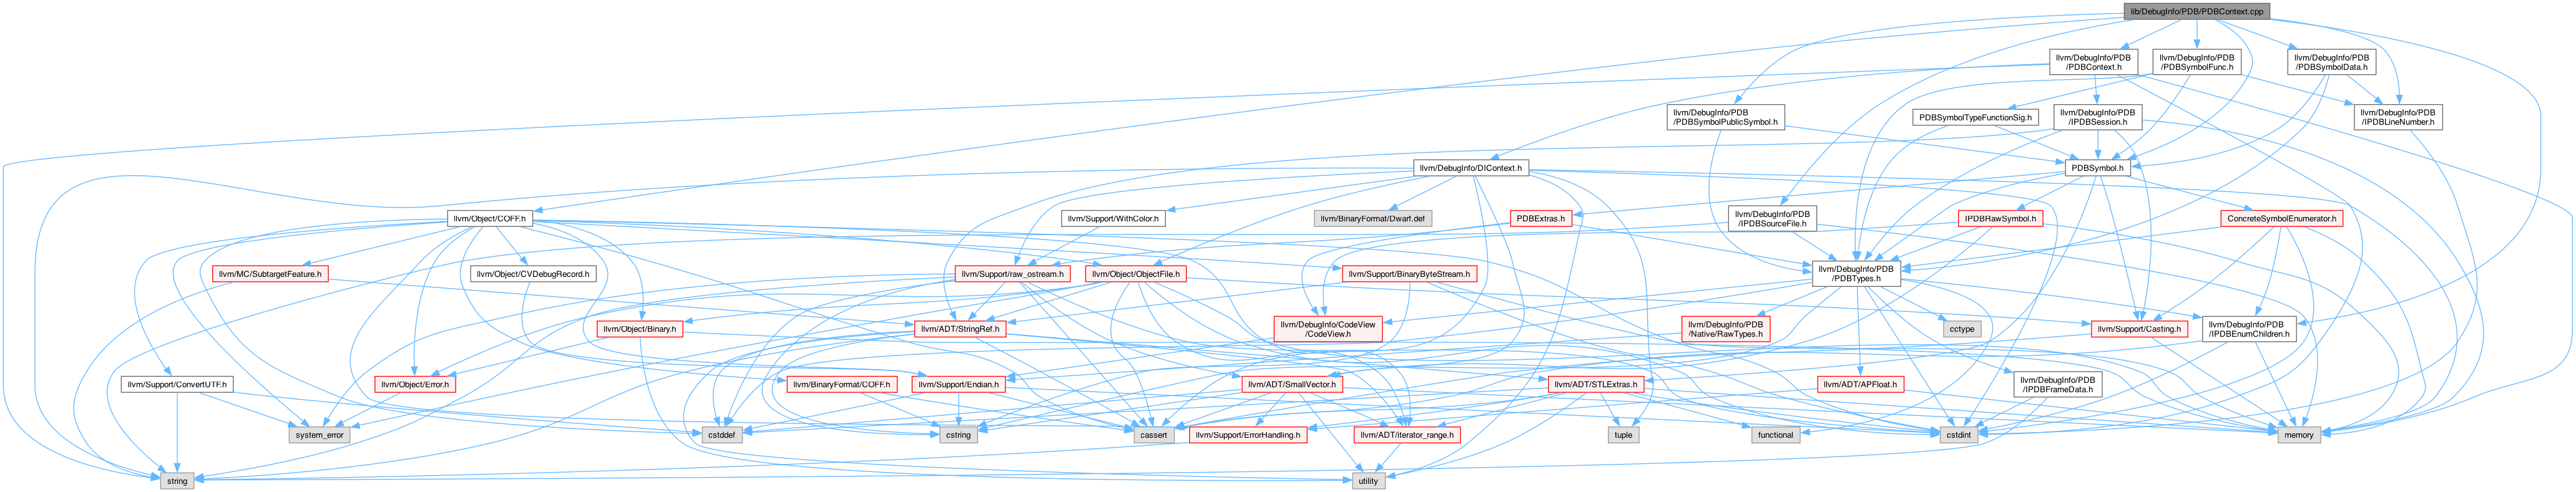 lib/DebugInfo/PDB/PDBContext.cpp
llvm/DebugInfo/PDB
/PDBContext.h
llvm/DebugInfo/PDB
/PDBSymbolFunc.h
llvm/DebugInfo/PDB
/PDBSymbolData.h
llvm/DebugInfo/PDB
/PDBSymbolPublicSymbol.h
PDBSymbolTypeFunctionSig.h
llvm/DebugInfo/PDB
/IPDBSession.h
llvm/DebugInfo/PDB
/IPDBLineNumber.h
llvm/DebugInfo/DIContext.h
PDBSymbol.h
llvm/Object/COFF.h
llvm/Support/WithColor.h
llvm/BinaryFormat/Dwarf.def
PDBExtras.h
llvm/DebugInfo/PDB
/IPDBSourceFile.h
IPDBRawSymbol.h
ConcreteSymbolEnumerator.h
llvm/MC/SubtargetFeature.h
llvm/Object/CVDebugRecord.h
llvm/Support/raw_ostream.h
llvm/Object/ObjectFile.h
llvm/Support/BinaryByteStream.h
llvm/DebugInfo/PDB
/PDBTypes.h
llvm/Object/Binary.h
llvm/ADT/StringRef.h
llvm/DebugInfo/CodeView
/CodeView.h
llvm/DebugInfo/PDB
/Native/RawTypes.h
cctype
llvm/Support/Casting.h
llvm/DebugInfo/PDB
/IPDBEnumChildren.h
llvm/Support/ConvertUTF.h
llvm/Object/Error.h
llvm/BinaryFormat/COFF.h
llvm/Support/Endian.h
llvm/ADT/SmallVector.h
llvm/ADT/STLExtras.h
llvm/ADT/APFloat.h
llvm/DebugInfo/PDB
/IPDBFrameData.h
system_error
cstddef
cstring
cassert
llvm/Support/ErrorHandling.h
llvm/ADT/iterator_range.h
tuple
functional
cstdint
memory
string
utility